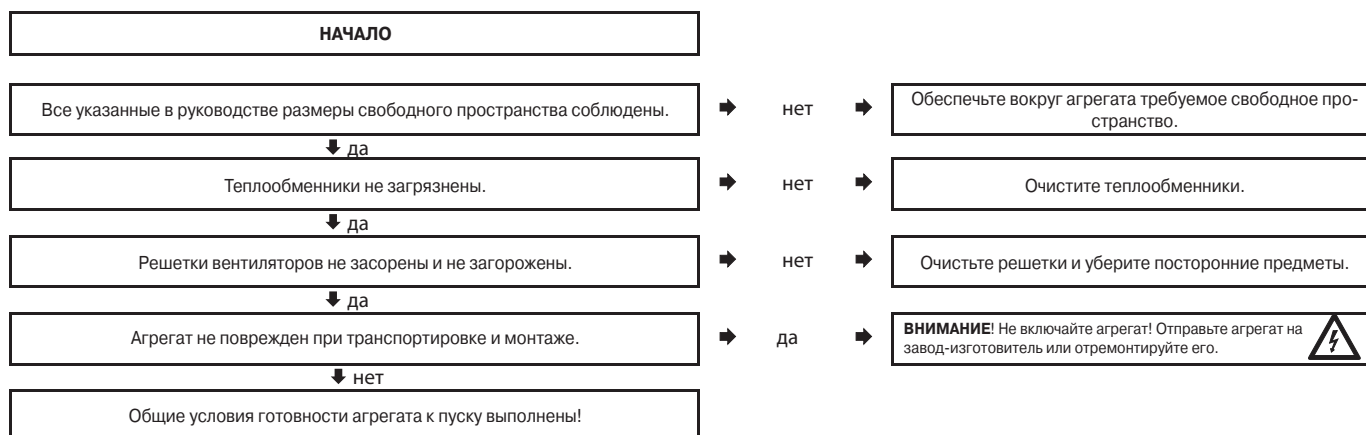 НАЧАЛО
Все указанные в руководстве размеры свободного пространства соблюдены.
нет
Обеспечьте вокруг агрегата требуемое свободное про-
странство.
да
Теплообменники не загрязнены.
нет
Очистите теплообменники.
да
Решетки вентиляторов не засорены и не загорожены.
нет
Очистьте решетки и уберите посторонние предметы.
да
Агрегат не поврежден при транспортировке и монтаже.
да
ВНИМАНИЕ! Не включайте агрегат! Отправьте агрегат на
завод-изготовитель или отремонтируйте его.
нет
Общие условия готовности агрегата к пуску выполнены!